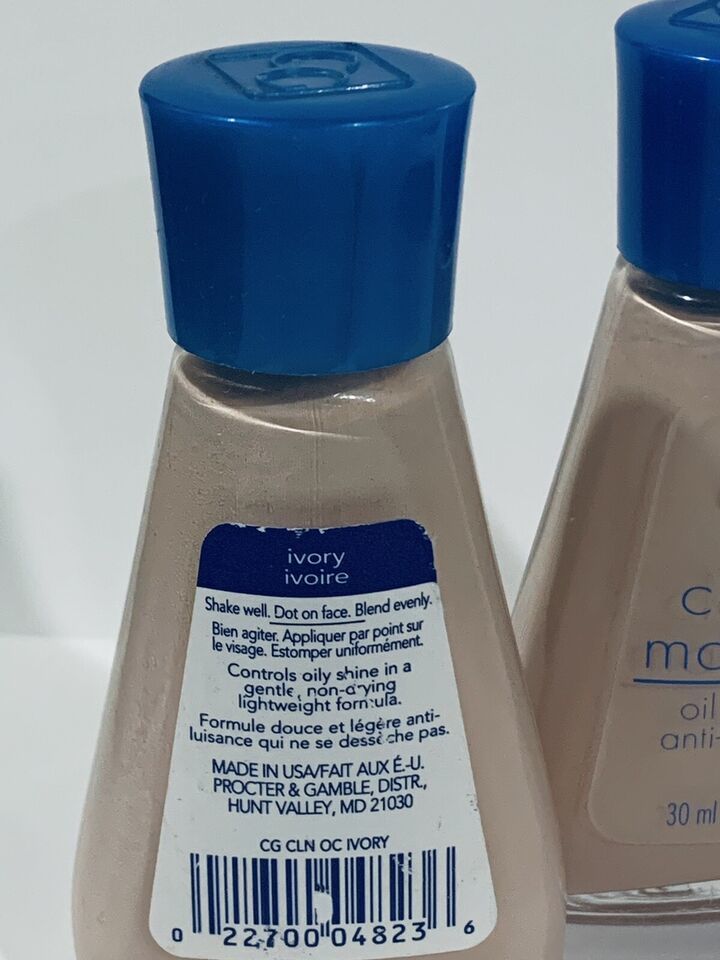 ivory
ivoire
Shake well. Dot on face. Blend evenly.
Bien agiter. Appliquer par point sur
le visage. Estomper uniformément.
Controls oily shine in a
gentle, non-drying
lightweight formula.
Formule douce et légère anti-
luisance qui ne se dessèche pas.
MADE IN USA/FAIT AUX É.-U.
PROCTER & GAMBLE, DISTR.,
HUNT VALLEY, MD 21030
CG CLN OC IVORY
0 22700 04823 6
oil
anti-
30 ml